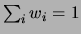 ∑ᵢ wᵢ = 1